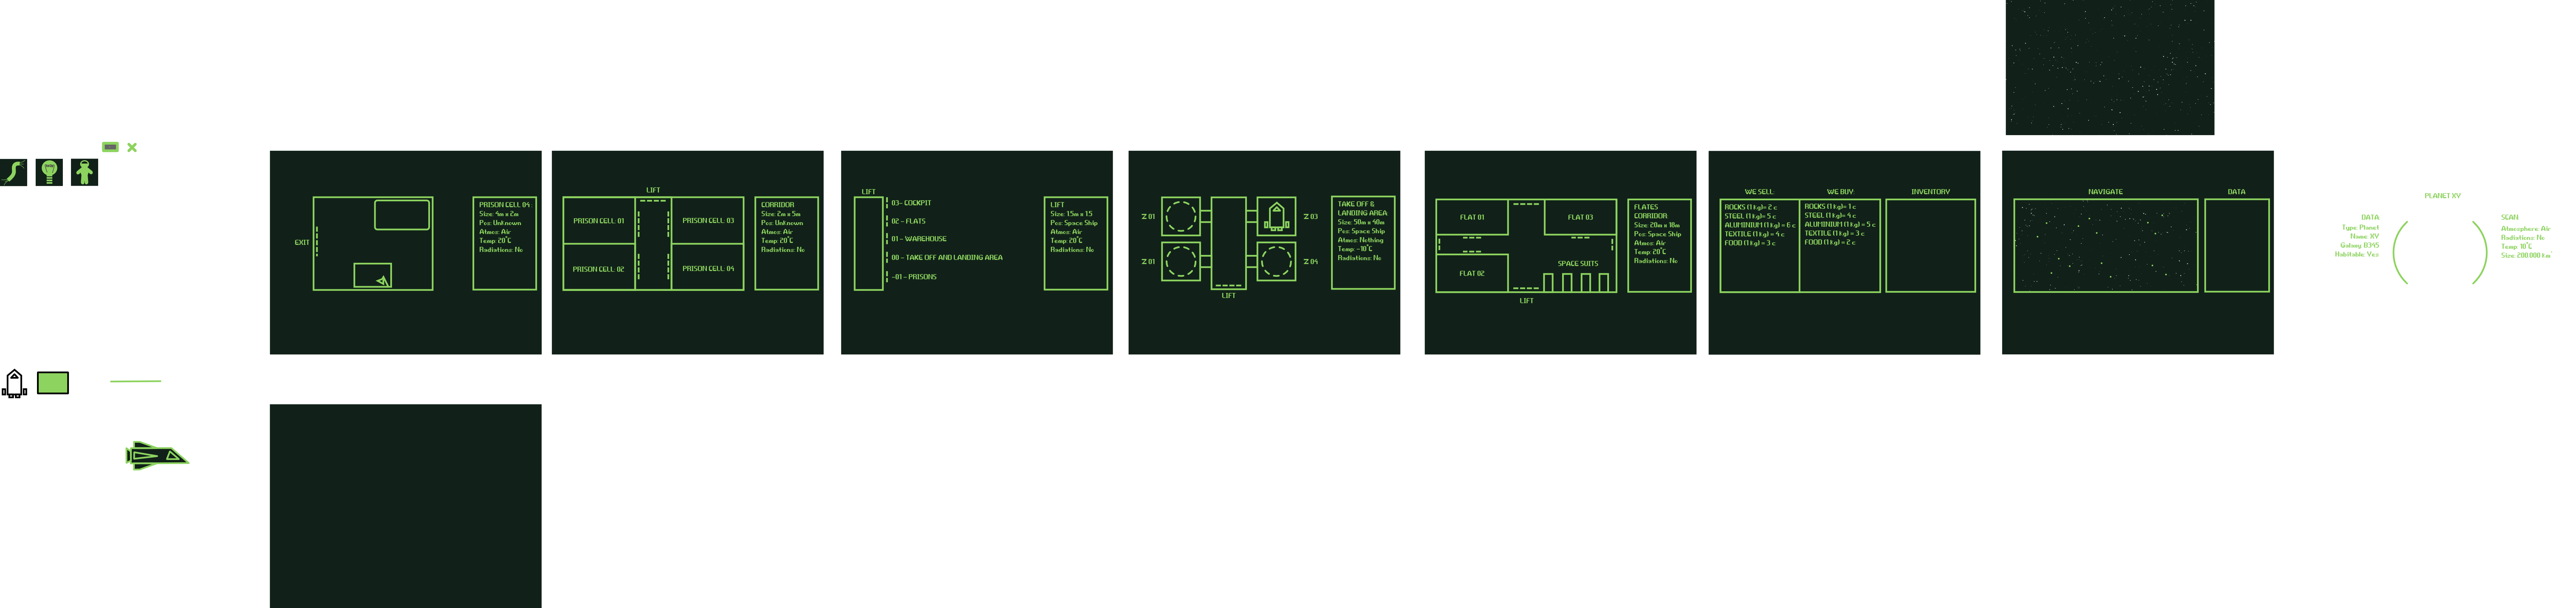 EXIT
PRISON CELL 04
Size: 4m x 2m
Pos: UnKnown
Atmos: Air
Temp: 20°C
Radiations: No
LIFT
PRISON CELL: 01
PRISON CELL: 03
PRISON CELL: 02
PRISON CELL: 04
CORRIDOR
Size: 2m x 5m
Pos: UnKnown
Atmos: Air
Temp: 20°C
Radiations: No
LIFT
03- COCKPIT
02 - FLATS
01 - WAREHOUSE
00 - TAKE OFF AND LANDING AREA
-01 - PRISONS
LIFT
Size: 1.5m x 1.5
Pos: Space Ship
Atmos: Air
Temp: 20°C
Radiations: No
Z 01
Z 03
Z 01
Z 04
LIFT
TAKE OFF &
LANDING AREA
Size: 50m x 40m
Pos: Space Ship
Atmos: Nothing
Temp: -10°C
Radiations: No
FLAT 01
FLAT 03
FLAT 02
SPACE SUITS
LIFT
FLATES
CORRIDOR
Size: 20m x 18m
Pos: Space Ship
Atmos: Air
Temp: 20°C
Radiations: No
WE SELL:
ROCKS (1 Kg)= 2 c
STEEL (1 Kg)= 5 c
ALUMINIUM (1 Kg) = 6 c
TEXTILE (1 Kg) = 4 c
FOOD (1 Kg) = 3 c
WE BUY:
ROCKS (1 Kg)= 1 c
STEEL (1 Kg)= 4 c
ALUMINIUM (1 Kg) = 5 c
TEXTILE (1 Kg) = 3 c
FOOD (1 Kg) = 2 c
INVENTORY
NAVIGATE
DATA
PLANET XY
DATA
Type: Planet
Name: XY
Galaxy: B345
Habitable: Yes
SCAN
Atmosphere: Air
Radiations: No
Temp: 18°C
Size: 200.000 Km²